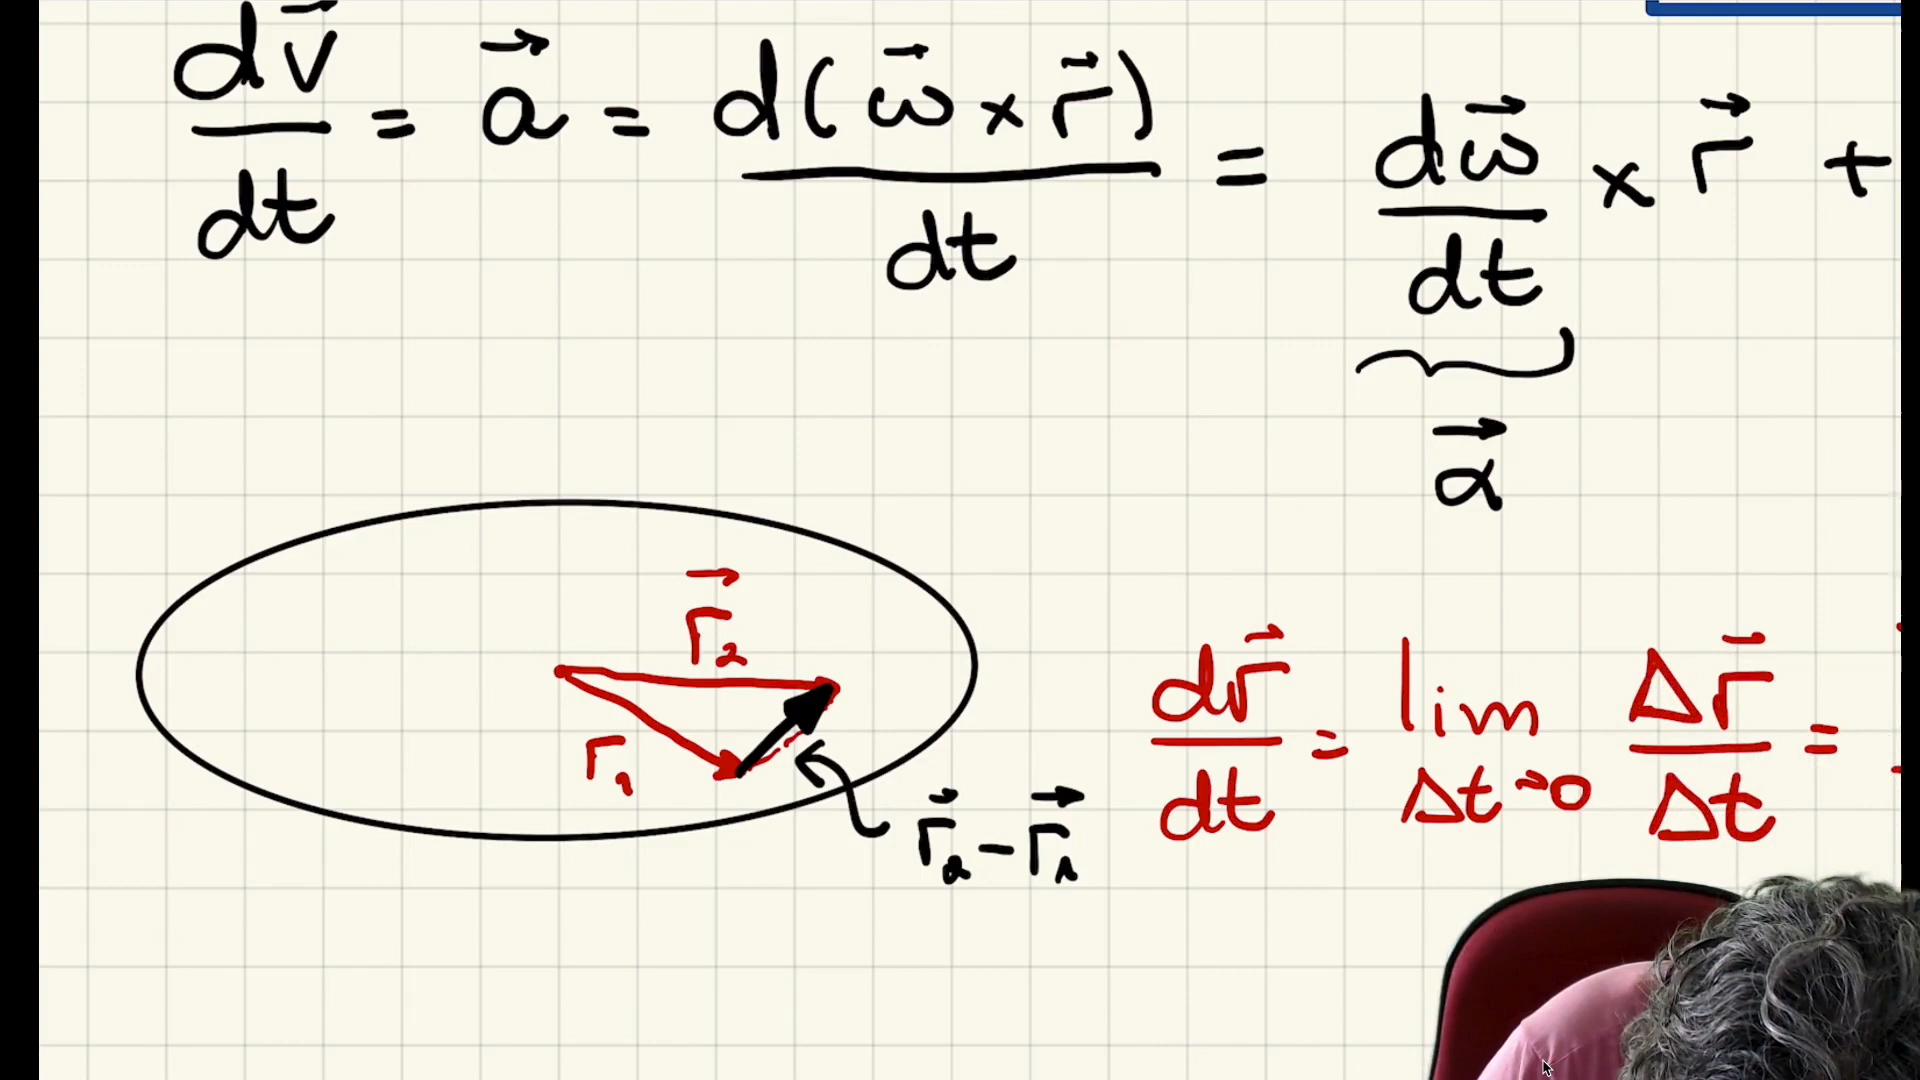 dv⃗/dt = a⃗ = d(ω⃗ × r⃗)/dt = dω⃗/dt × r⃗ +
α⃗
r⃗₂
r₁
r⃗₂ - r⃗₁
dr⃗/dt = lim Δt→0 Δr⃗/Δt =